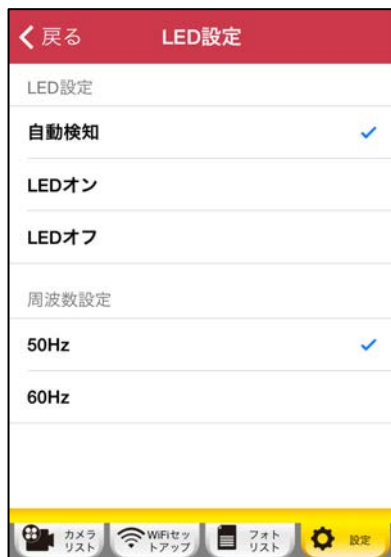 戻る LED設定
LED設定
自動検知
LEDオン
LEDオフ
周波数設定
50Hz
60Hz
カメラ
リスト
WiFiセッ
トアップ
フォト
リスト
設定